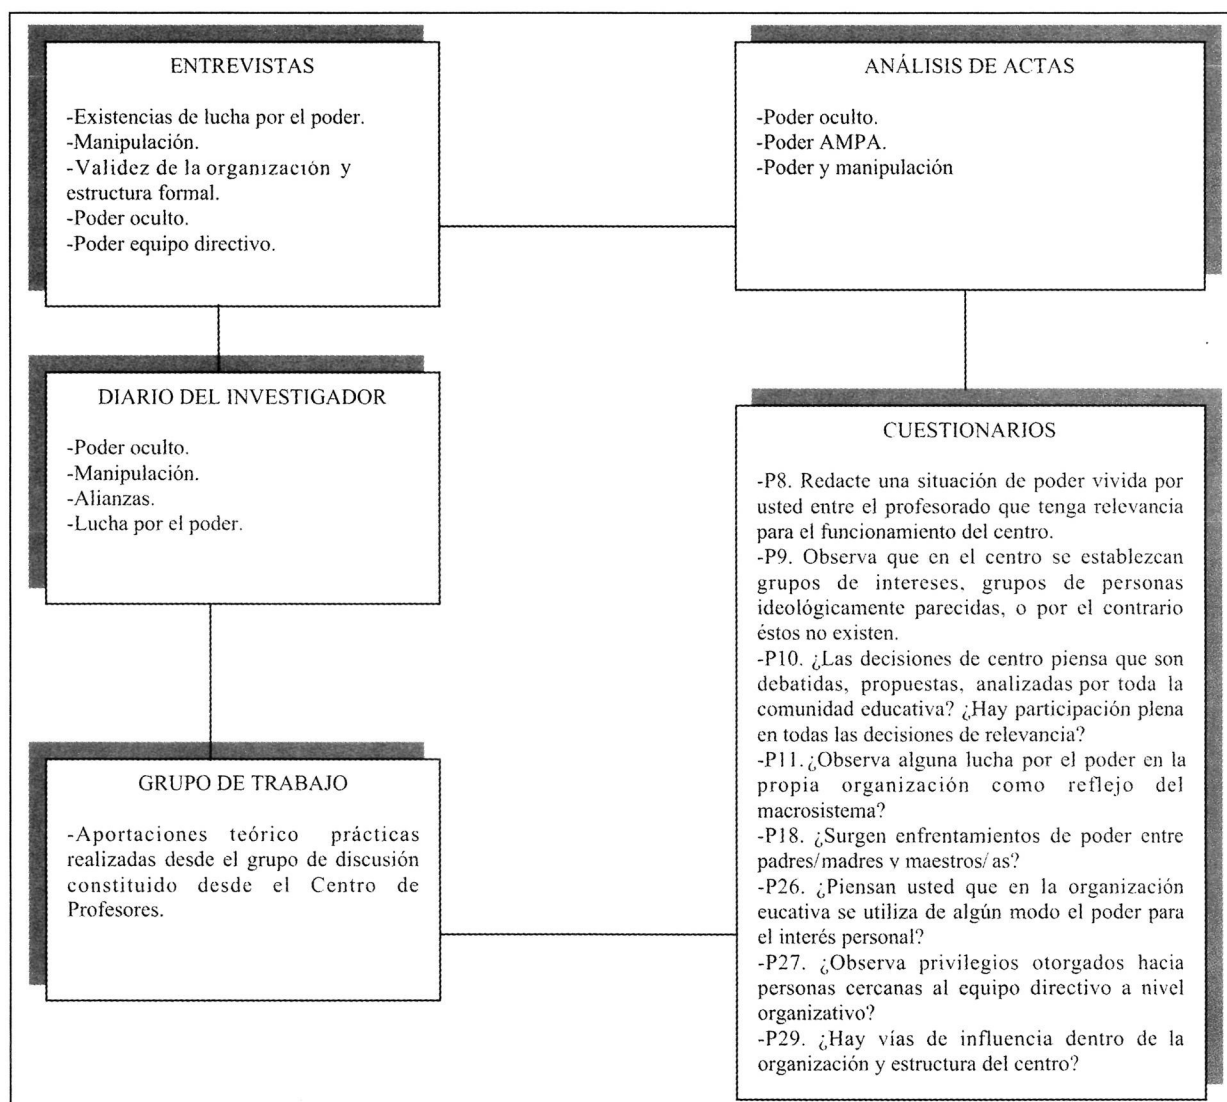 ENTREVISTAS
-Existencias de lucha por el poder.
-Manipulación.
-Validez de la organización y
estructura formal.
-Poder oculto.
-Poder equipo directivo.
ANÁLISIS DE ACTAS
-Poder oculto.
-Poder AMPA.
-Poder y manipulación
DIARIO DEL INVESTIGADOR
-Poder oculto.
-Manipulación.
-Alianzas.
-Lucha por el poder.
CUESTIONARIOS
-P8. Redacte una situación de poder vivida por
usted entre el profesorado que tenga relevancia
para el funcionamiento del centro.
-P9. Observa que en el centro se establezcan
grupos de intereses, grupos de personas
ideológicamente parecidas, o por el contrario
éstos no existen.
-P10. ¿Las decisiones de centro piensa que son
debatidas, propuestas, analizadas por toda la
comunidad educativa? ¿Hay participación plena
en todas las decisiones de relevancia?
-P11. ¿Observa alguna lucha por el poder en la
propia organización como reflejo del
macrosistema?
-P18. ¿Surgen enfrentamientos de poder entre
padres/madres y maestros/as?
-P26. ¿Piensan usted que en la organización
eucativa se utiliza de algún modo el poder para
el interés personal?
-P27. ¿Observa privilegios otorgados hacia
personas cercanas al equipo directivo a nivel
organizativo?
-P29. ¿Hay vías de influencia dentro de la
organización y estructura del centro?
GRUPO DE TRABAJO
-Aportaciones teórico prácticas
realizadas desde el grupo de discusión
constituido desde el Centro de
Profesores.